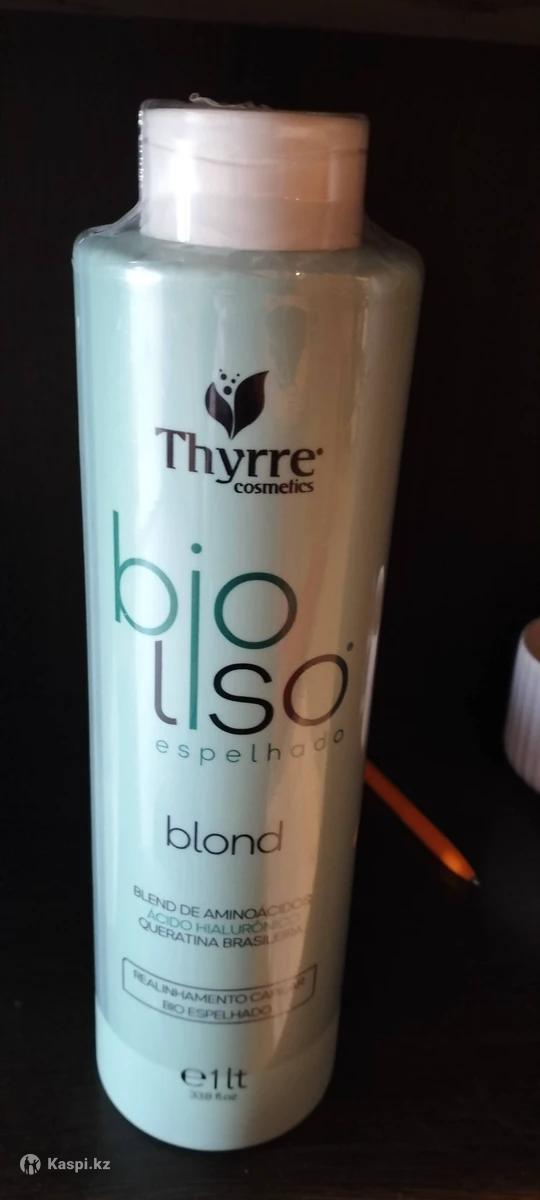 Thyrre
cosmetics
bio
liso
espelhado
blond
BLEND DE AMINOÁCIDOS
ÁCIDO HIALURÔNICO
QUERATINA BRASILEIRA
REALINHAMENTO CAPILAR
BIO ESPELHADO
e1lt
33.8 fl.oz
Kaspi.kz